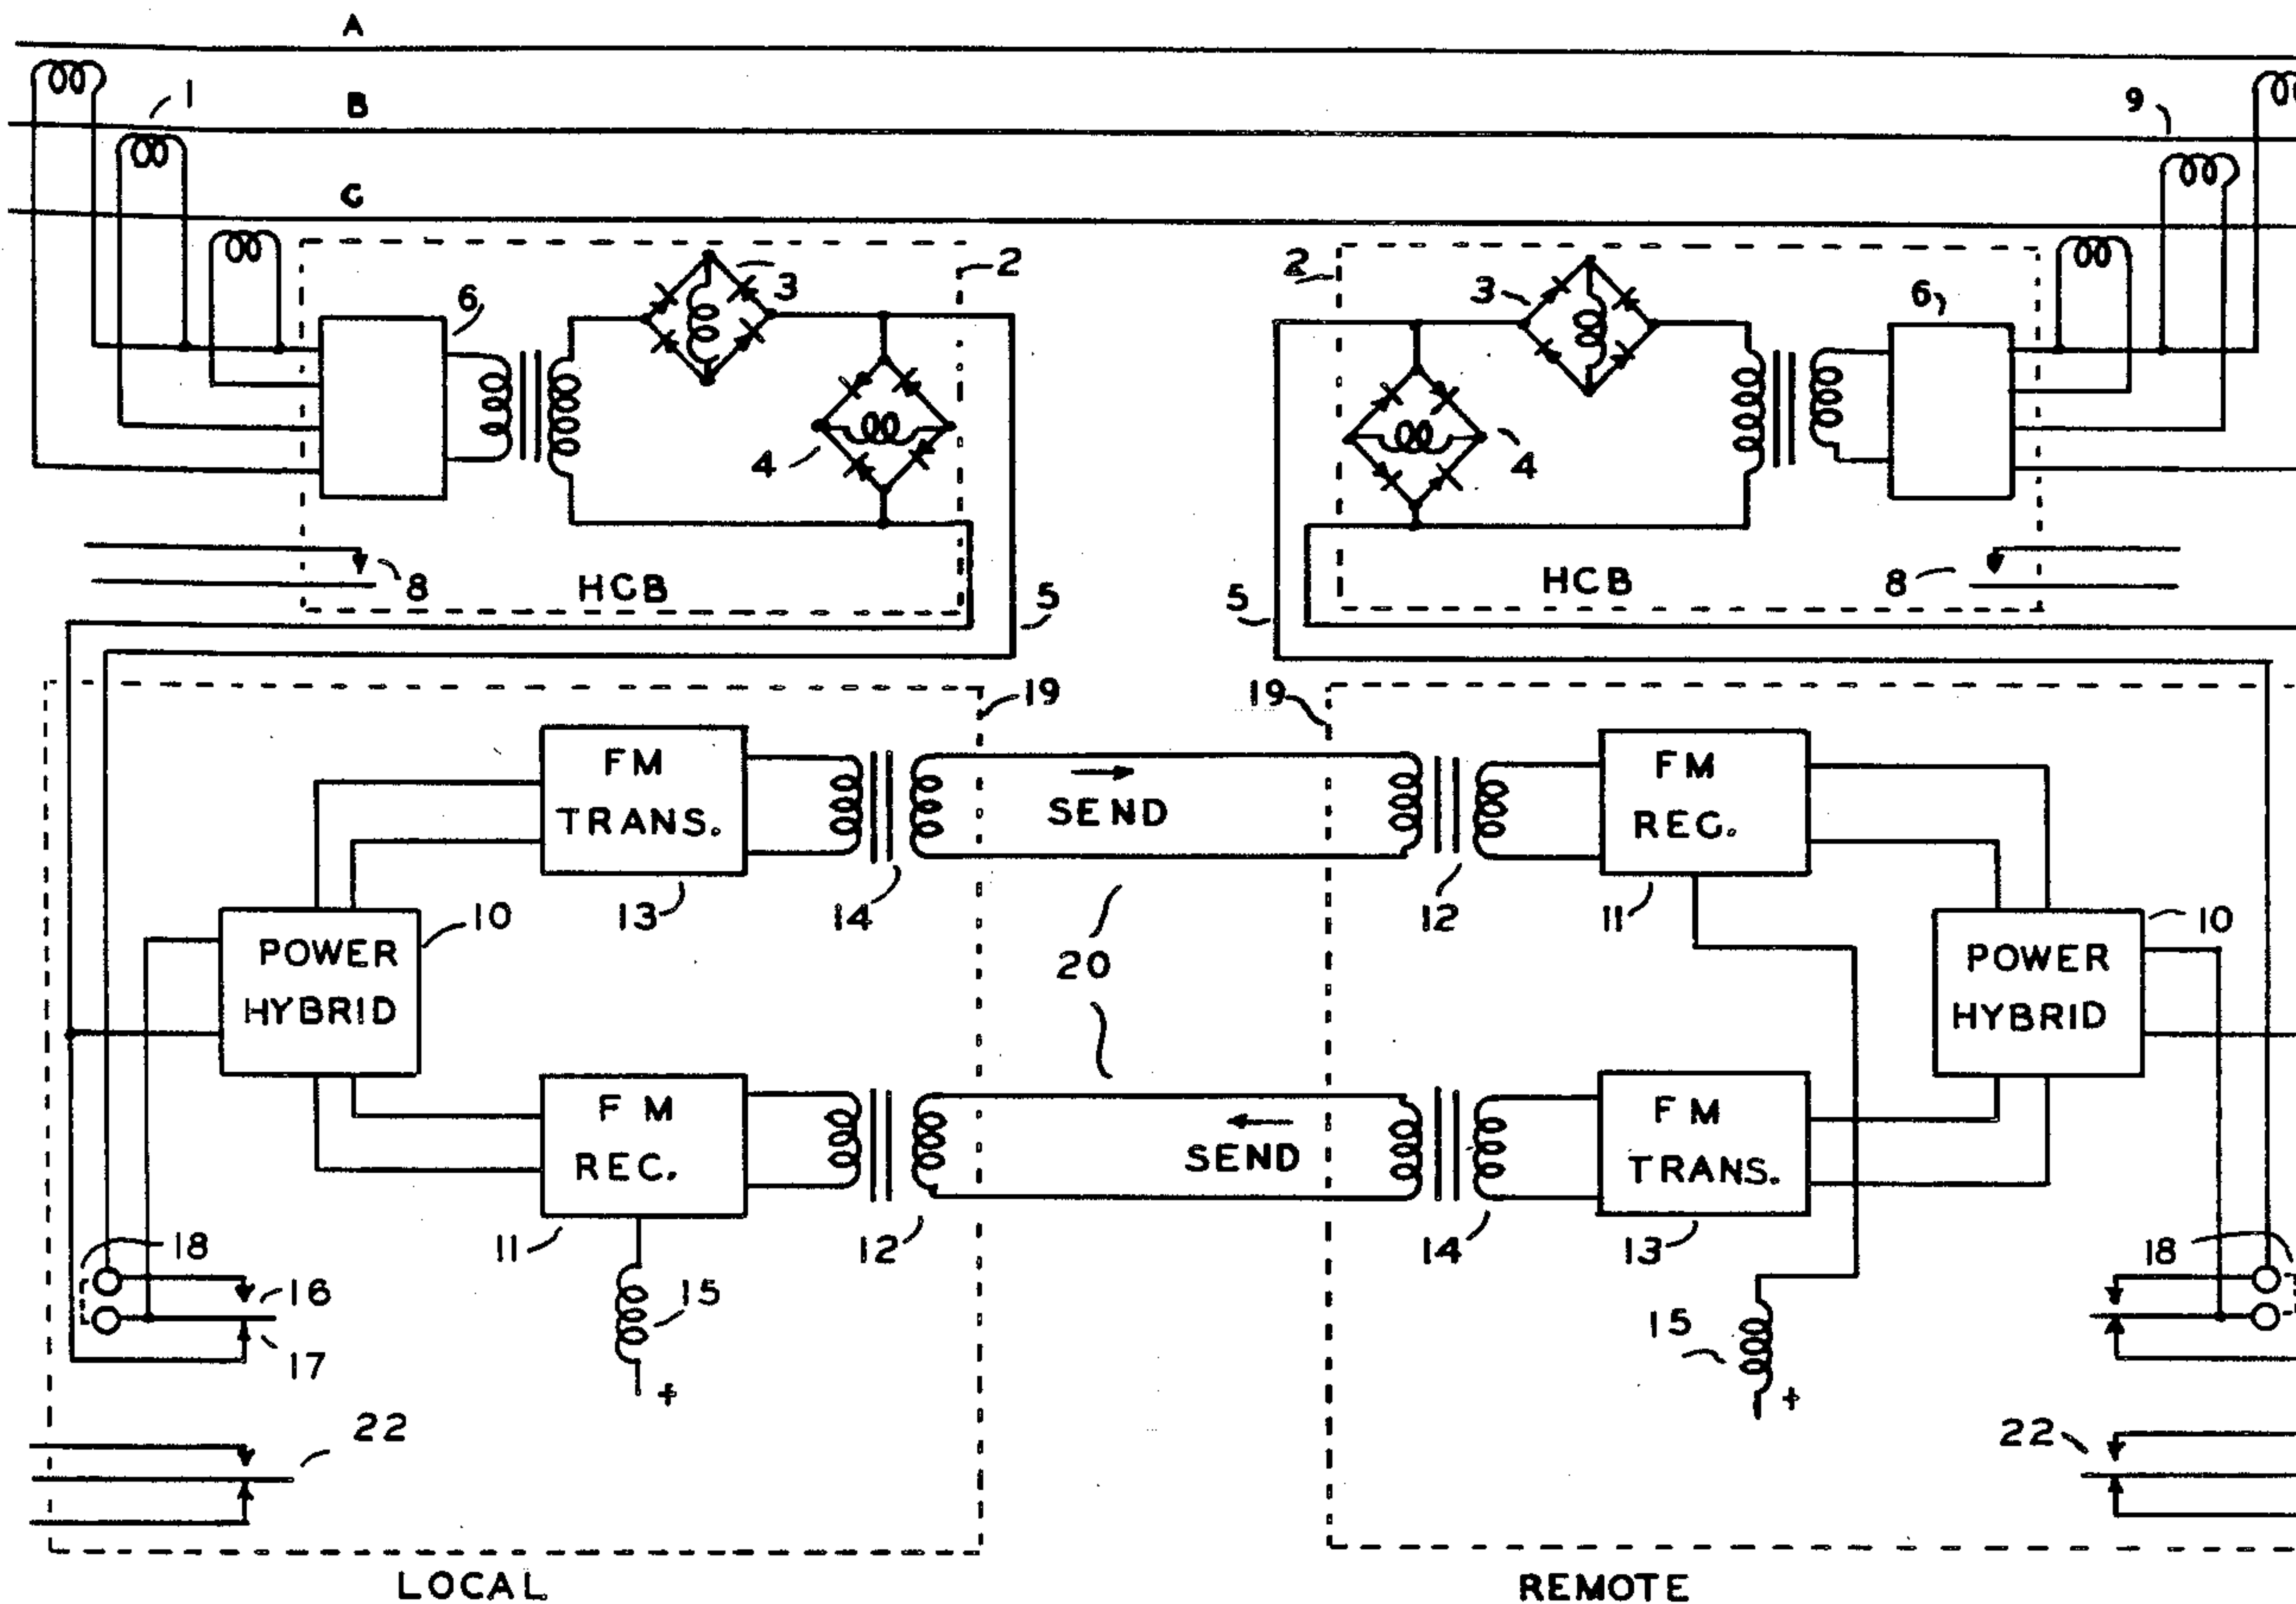 A
1
B
9
C
2
2
3
3
6
6
4
4
8
HCB
HCB
8
5
5
19
19
FM
TRANS.
SEND
FM
REC.
13
14
12
11
10
10
POWER
HYBRID
20
POWER
HYBRID
FM
REC.
SEND
FM
TRANS.
18
11
12
14
13
18
16
15
15
17
+
+
22
22
LOCAL
REMOTE